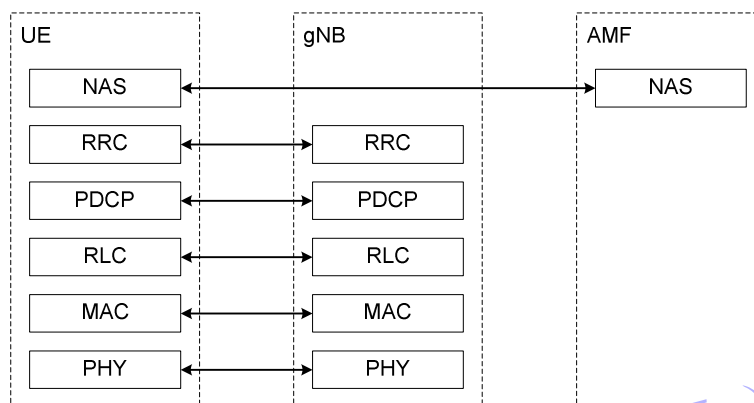 UE gNB AMF
NAS NAS
RRC RRC
PDCP PDCP
RLC RLC
MAC MAC
PHY PHY